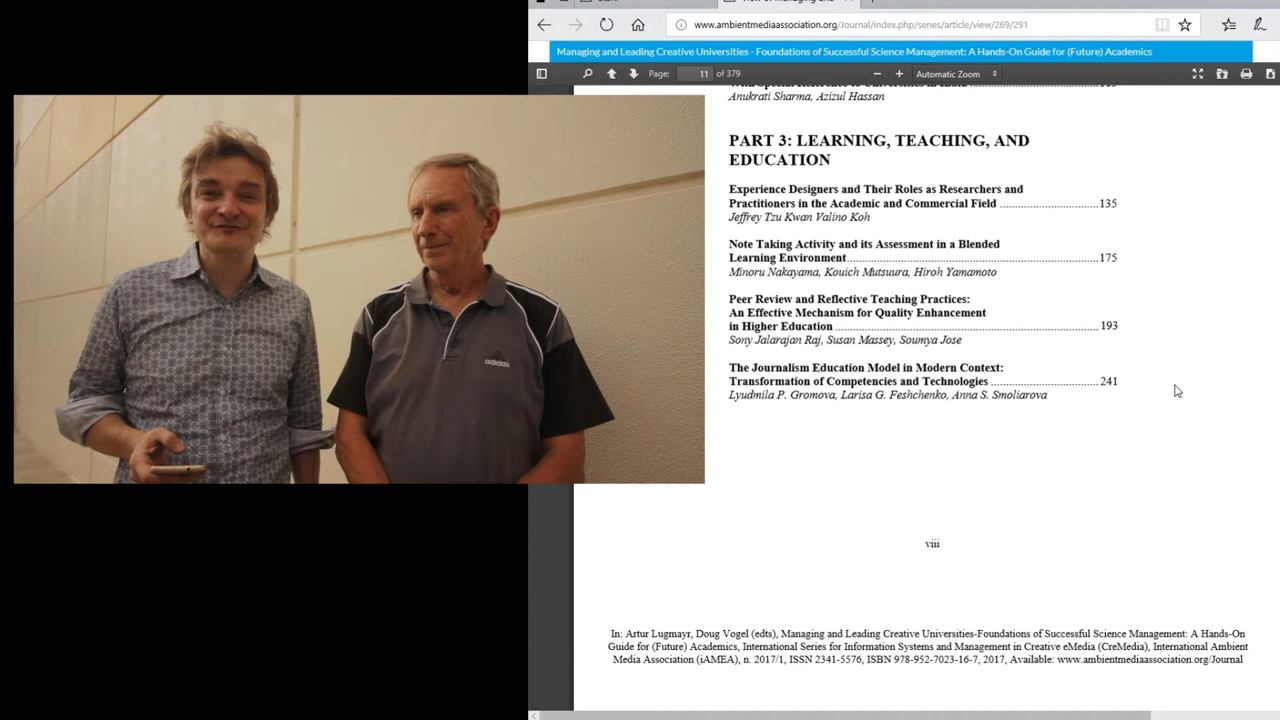 www.ambientmediaassociation.org/Journal/index.php/series/article/view/269/291
Managing and Leading Creative Universities - Foundations of Successful Science Management: A Hands-On Guide for (Future) Academics
Page: 11 of 379
Automatic Zoom
Anukrati Sharma, Azizul Hassan
PART 3: LEARNING, TEACHING, AND
EDUCATION
Experience Designers and Their Roles as Researchers and
Practitioners in the Academic and Commercial Field ..............................135
Jeffrey Tzu Kwan Valino Koh
Note Taking Activity and its Assessment in a Blended
Learning Environment..............................................................................175
Minoru Nakayama, Kouich Mutsuura, Hiroh Yamamoto
Peer Review and Reflective Teaching Practices:
An Effective Mechanism for Quality Enhancement
in Higher Education ................................................................................193
Sony Jalarajan Raj, Susan Massey, Soumya Jose
The Journalism Education Model in Modern Context:
Transformation of Competencies and Technologies .................................241
Lyudmila P. Gromova, Larisa G. Feshchenko, Anna S. Smoliarova
adidas
viii
In: Artur Lugmayr, Doug Vogel (edts), Managing and Leading Creative Universities-Foundations of Successful Science Management: A Hands-On
Guide for (Future) Academics, International Series for Information Systems and Management in Creative eMedia (CreMedia), International Ambient
Media Association (iAMEA), n. 2017/1, ISSN 2341-5576, ISBN 978-952-7023-16-7, 2017, Available: www.ambientmediaassociation.org/Journal